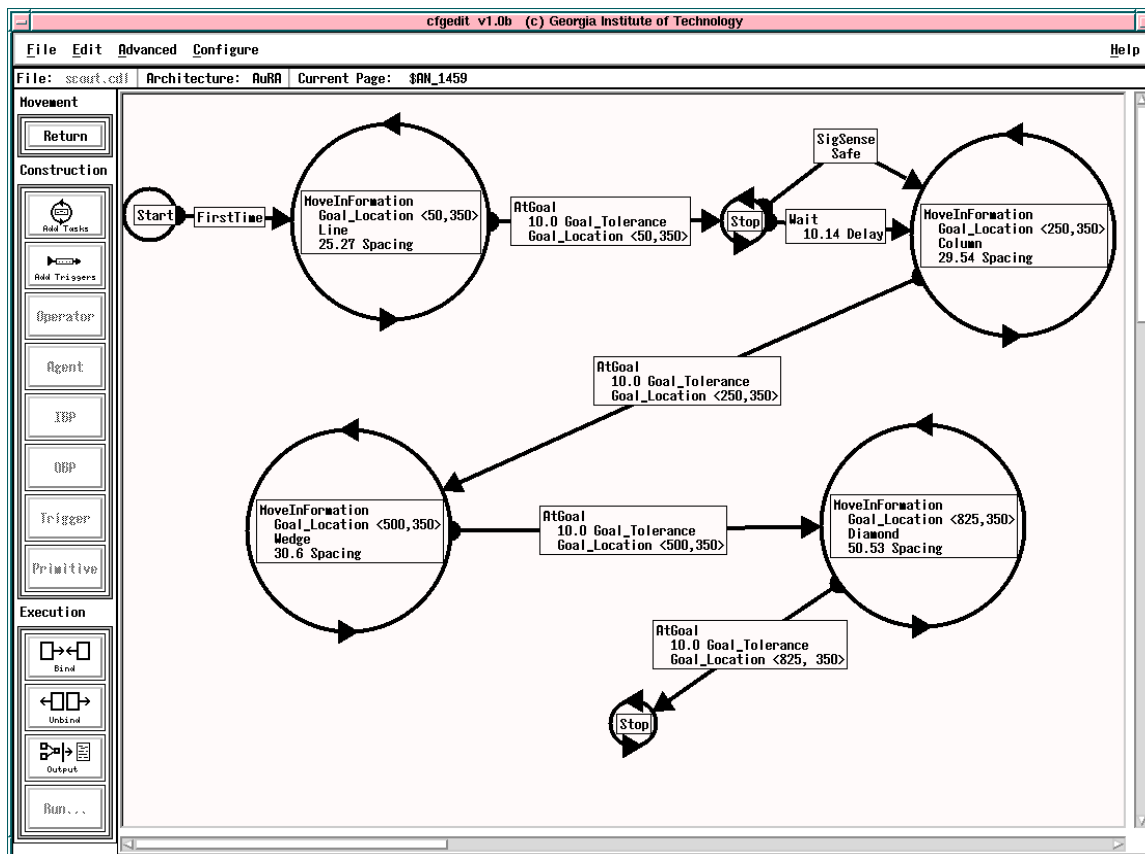 cfgedit v1.0b (c) Georgia Institute of Technology
File Edit Advanced Configure Help
File: scout.cdl Architecture: AuRA Current Page: $AN_1459
Movement
Return
Construction
Add Tasks
Add Triggers
Operator
Agent
IBP
OBP
Trigger
Primitive
Execution
Bind
Unbind
Output
Run...
Start
FirstTime
MoveInFormation
Goal_Location <50,350>
Line
25.27 Spacing
AtGoal
10.0 Goal_Tolerance
Goal_Location <50,350>
Stop
SigSense
Safe
Wait
10.14 Delay
MoveInFormation
Goal_Location <250,350>
Column
29.54 Spacing
AtGoal
10.0 Goal_Tolerance
Goal_Location <250,350>
MoveInFormation
Goal_Location <500,350>
Wedge
30.6 Spacing
AtGoal
10.0 Goal_Tolerance
Goal_Location <500,350>
MoveInFormation
Goal_Location <825,350>
Diamond
50.53 Spacing
AtGoal
10.0 Goal_Tolerance
Goal_Location <825, 350>
Stop